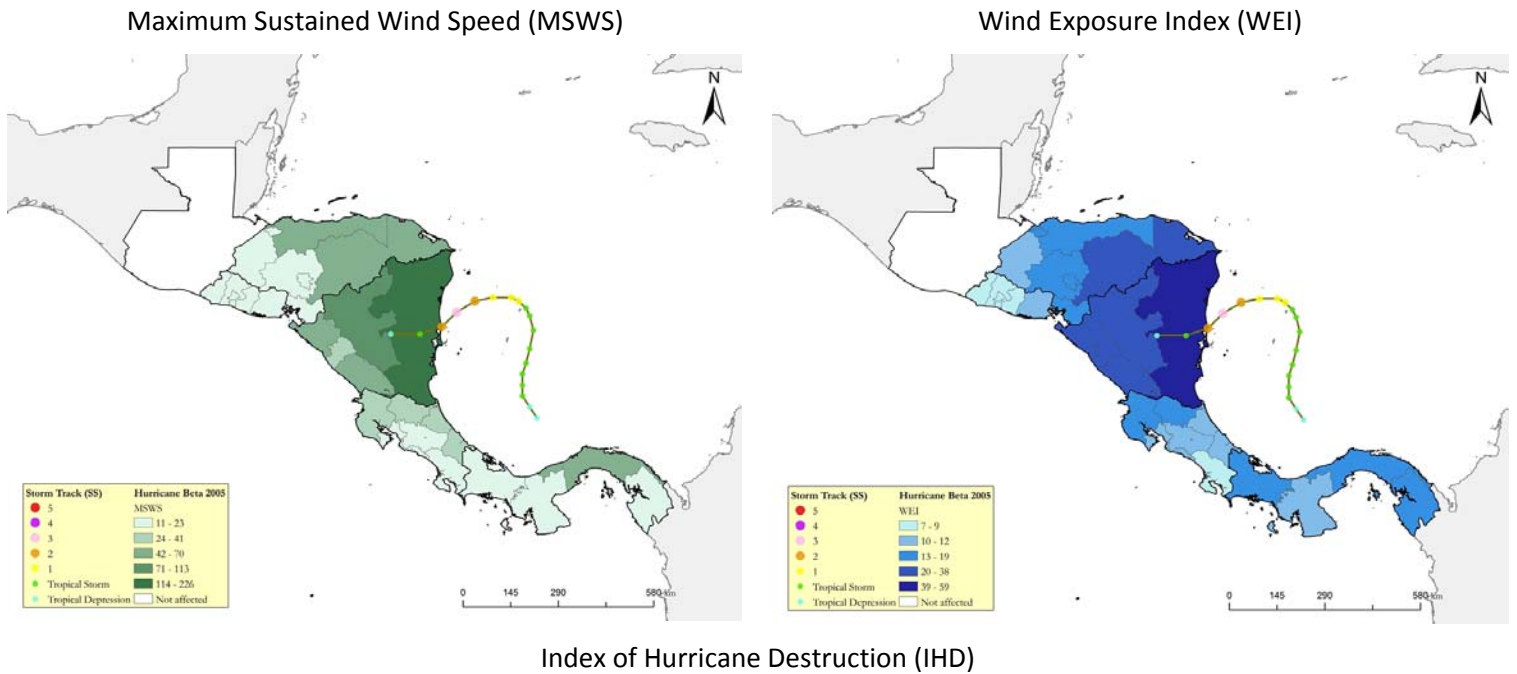 Maximum Sustained Wind Speed (MSWS)
Wind Exposure Index (WEI)
N
N
Storm Track (SS)
5
4
3
2
1
Tropical Storm
Tropical Depression
Hurricane Beta 2005
MSWS
11 - 23
24 - 41
42 - 70
71 - 113
114 - 226
Not affected
0 145 290 580 Km
Storm Track (SS)
5
4
3
2
1
Tropical Storm
Tropical Depression
Hurricane Beta 2005
WEI
7 - 9
10 - 12
13 - 19
20 - 38
39 - 59
Not affected
0 145 290 580 Km
Index of Hurricane Destruction (IHD)